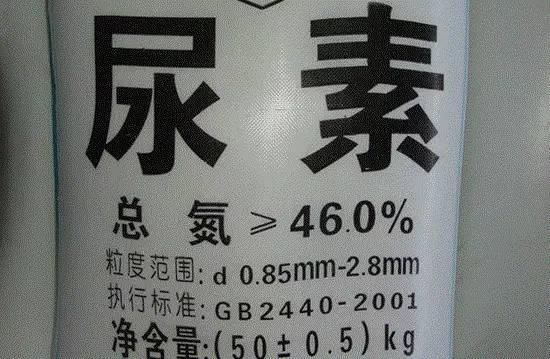 尿素
总氮≥46.0%
粒度范围:d 0.85mm-2.8mm
执行标准:GB2440-2001
净含量:(50±0.5)kg